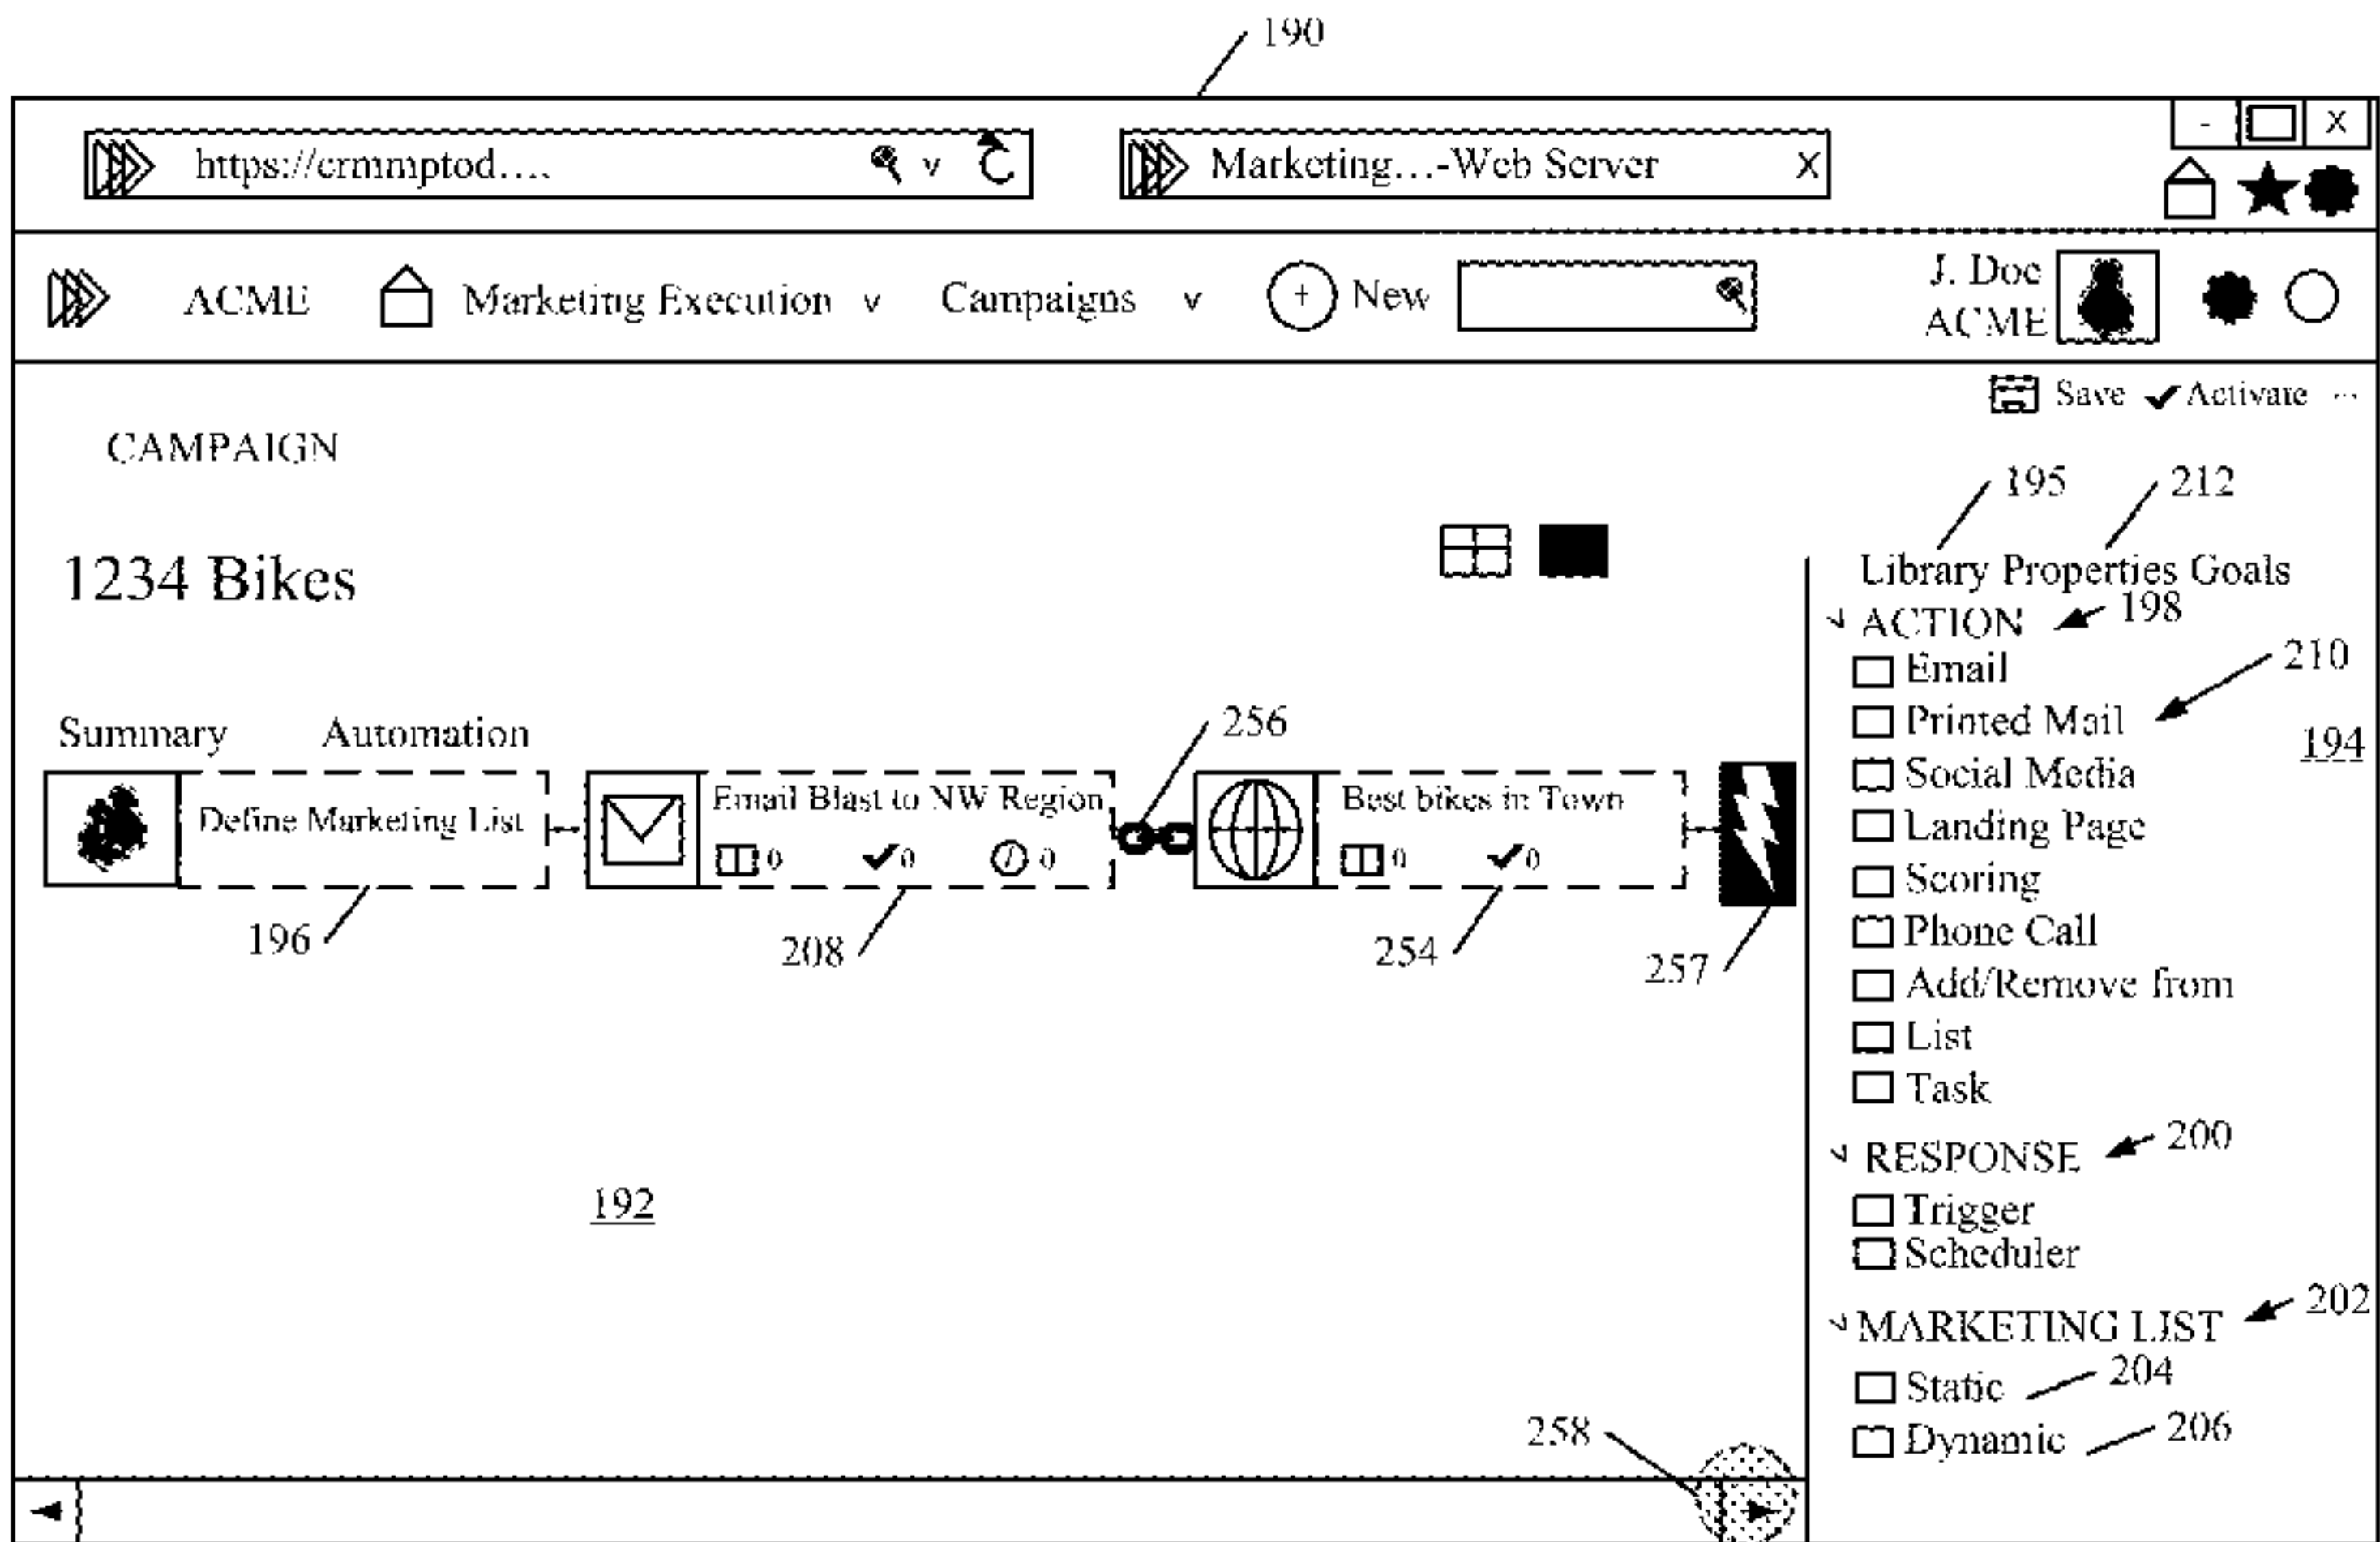 190
- X
https://crmmptod.... v Marketing...-Web Server X
ACME Marketing Execution v Campaigns v + New J. Doe
ACME
Save Activate ...
CAMPAIGN
195 212
1234 Bikes
Library Properties Goals
ACTION 198
Email 210
Printed Mail
194
Social Media
Landing Page
Scoring
Phone Call
Add/Remove from
List
Task
RESPONSE 200
Trigger
Scheduler
MARKETING LIST 202
Static 204
Dynamic 206
Summary Automation 256
Define Marketing List
Email Blast to NW Region
0 0 0
Best bikes in Town
0 0
196 208 254 257
192
258